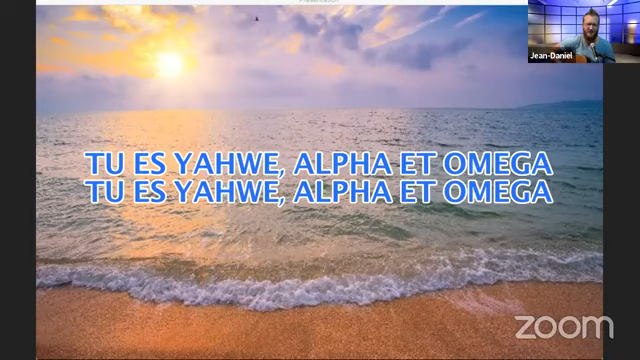 Jean-Daniel
TU ES YAHWE, ALPHA ET OMEGA
TU ES YAHWE, ALPHA ET OMEGA
zoom